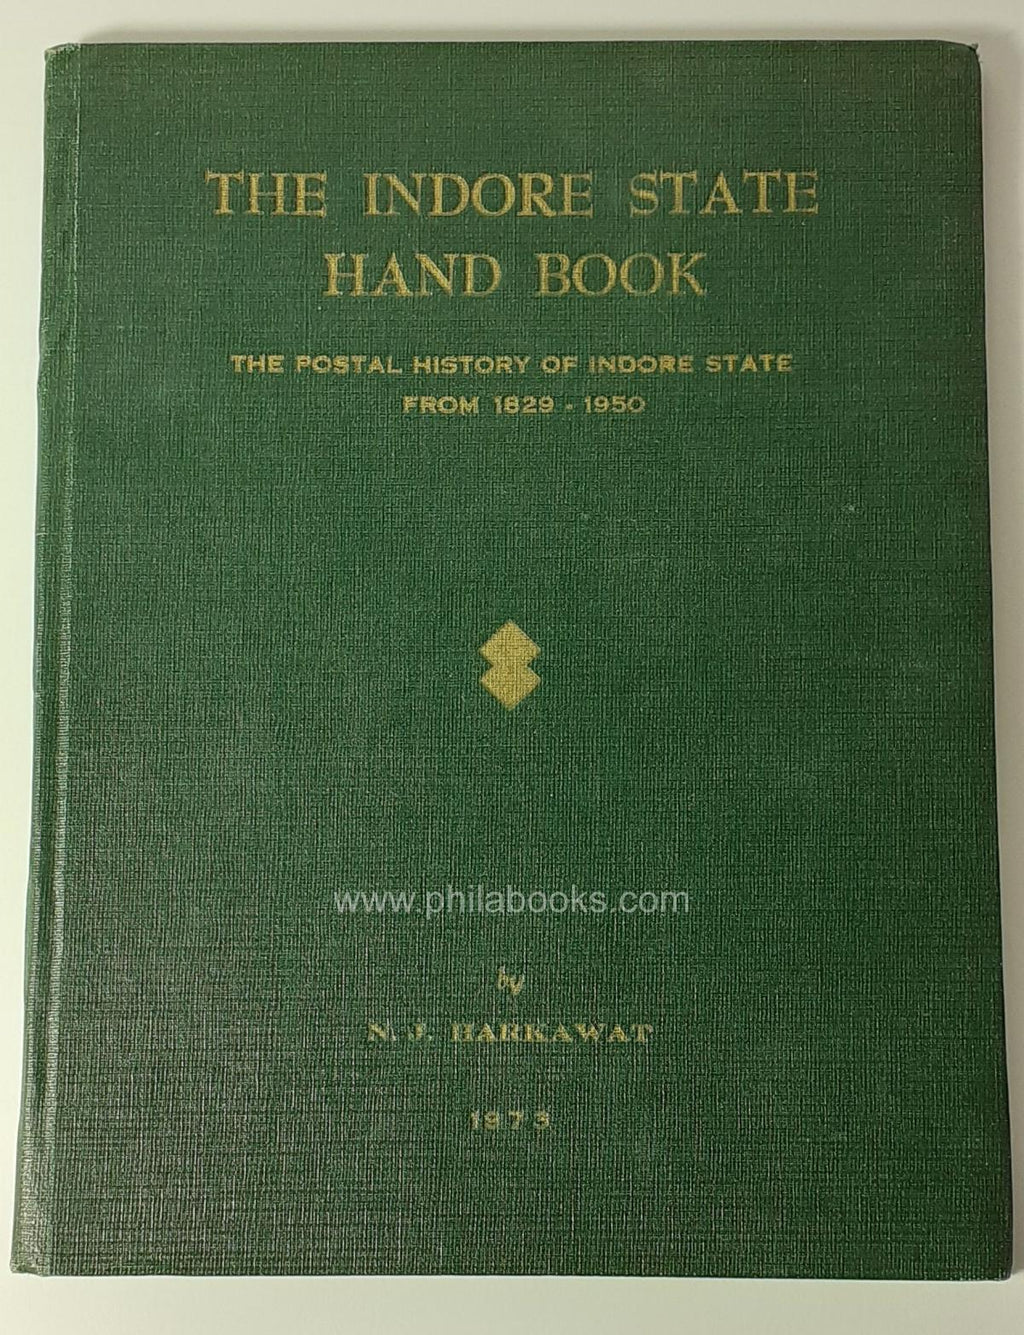 THE INDORE STATE
HAND BOOK
THE POSTAL HISTORY OF INDORE STATE
FROM 1829 - 1950
www.philabooks.com
by
N. J. HARKAWAT
1973